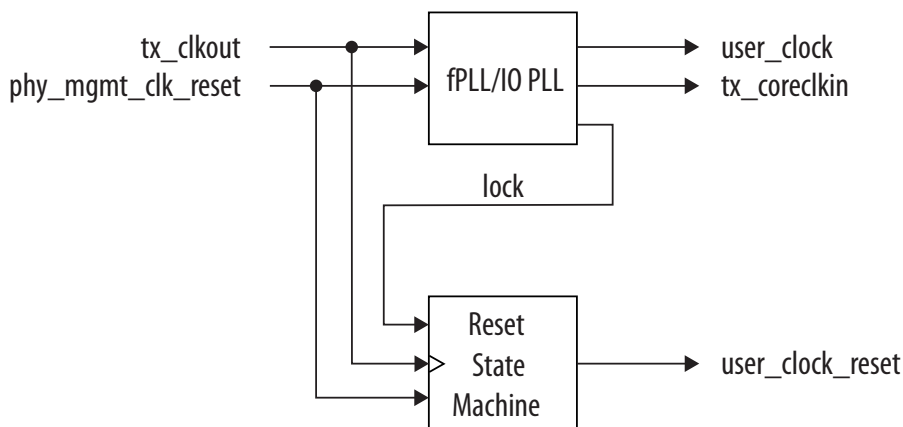 tx_clkout
phy_mgmt_clk_reset
fPLL/IO PLL
user_clock
tx_coreclkin
lock
Reset
State
Machine
user_clock_reset